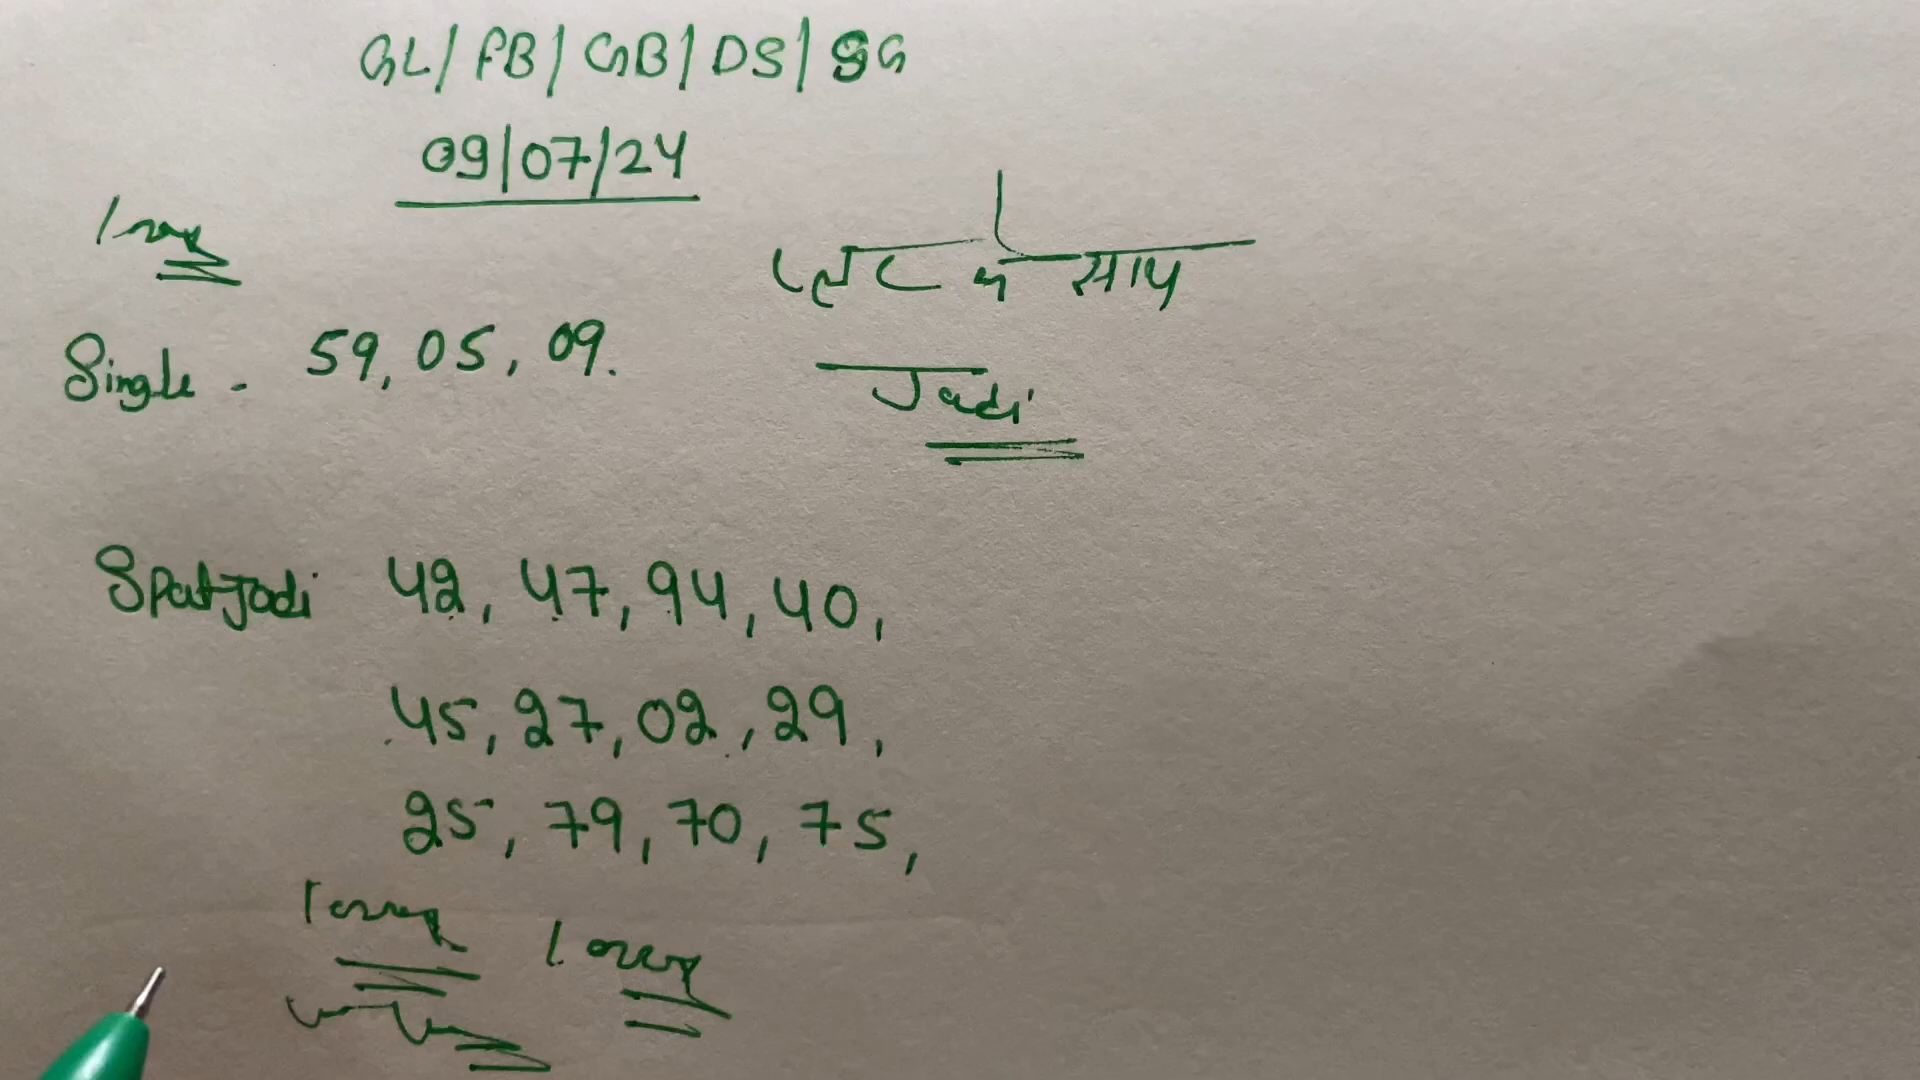 GL/FB/GB/DS/SG
09/07/24
Single - 59, 05, 09.
के साथ
Jodi
Spat Jodi 42, 47, 94, 40,
45, 27, 02, 29,
25, 79, 70, 75,